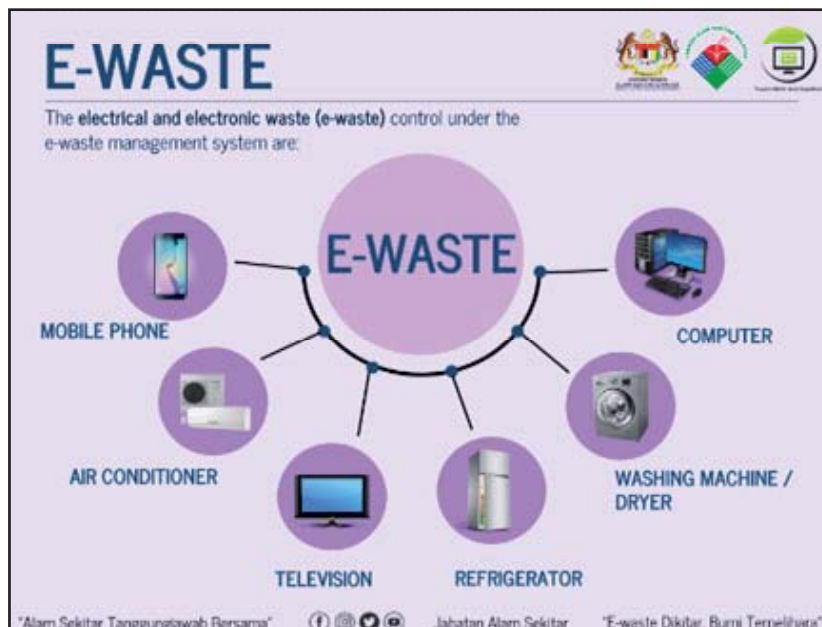 E-WASTE
The electrical and electronic waste (e-waste) control under the
e-waste management system are:
E-WASTE
MOBILE PHONE
COMPUTER
AIR CONDITIONER
WASHING MACHINE /
DRYER
TELEVISION
REFRIGERATOR
"Alam Sekitar Tanggungjawab Bersama"
Jabatan Alam Sekitar
"E-waste Dikitar, Bumi Terpelihara"